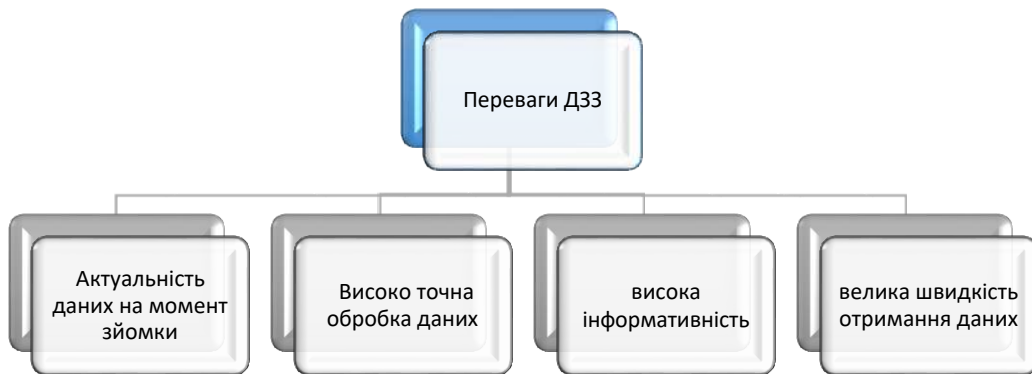 Переваги ДЗЗ
Актуальність
даних на момент
зйомки
Високо точна
обробка даних
висока
інформативність
велика швидкість
отримання даних